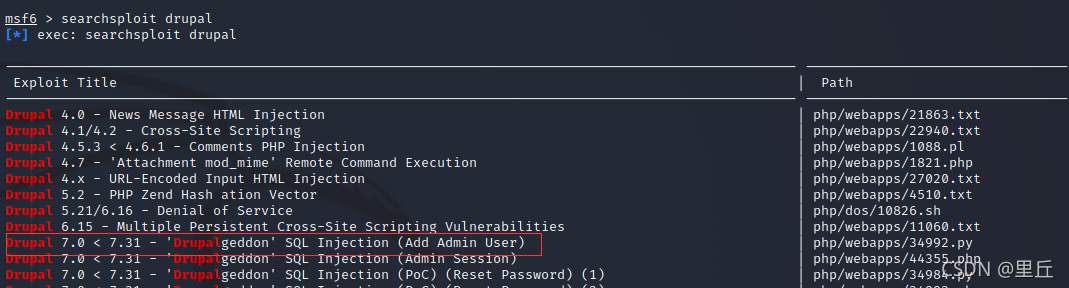 msf6 > searchsploit drupal
[*] exec: searchsploit drupal
Exploit Title | Path
Drupal 4.0 - News Message HTML Injection | php/webapps/21863.txt
Drupal 4.1/4.2 - Cross-Site Scripting | php/webapps/22940.txt
Drupal 4.5.3 < 4.6.1 - Comments PHP Injection | php/webapps/1088.pl
Drupal 4.7 - 'Attachment mod_mime' Remote Command Execution | php/webapps/1821.php
Drupal 4.x - URL-Encoded Input HTML Injection | php/webapps/27020.txt
Drupal 5.2 - PHP Zend Hash ation Vector | php/webapps/4510.txt
Drupal 5.21/6.16 - Denial of Service | php/dos/10826.sh
Drupal 6.15 - Multiple Persistent Cross-Site Scripting Vulnerabilities | php/webapps/11060.txt
Drupal 7.0 < 7.31 - 'Drupalgeddon' SQL Injection (Add Admin User) | php/webapps/34992.py
Drupal 7.0 < 7.31 - 'Drupalgeddon' SQL Injection (Admin Session) | php/webapps/44355.php
Drupal 7.0 < 7.31 - 'Drupalgeddon' SQL Injection (PoC) (Reset Password) (1) | php/webapps/34984.py
CSDN @里丘